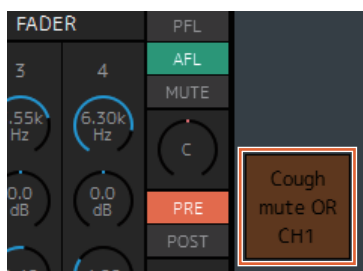 FADER
PFL
3
4
AFL
MUTE
.55k
Hz
6.30k
Hz
C
0.0
dB
0.0
dB
PRE
POST
Cough
mute OR
CH1